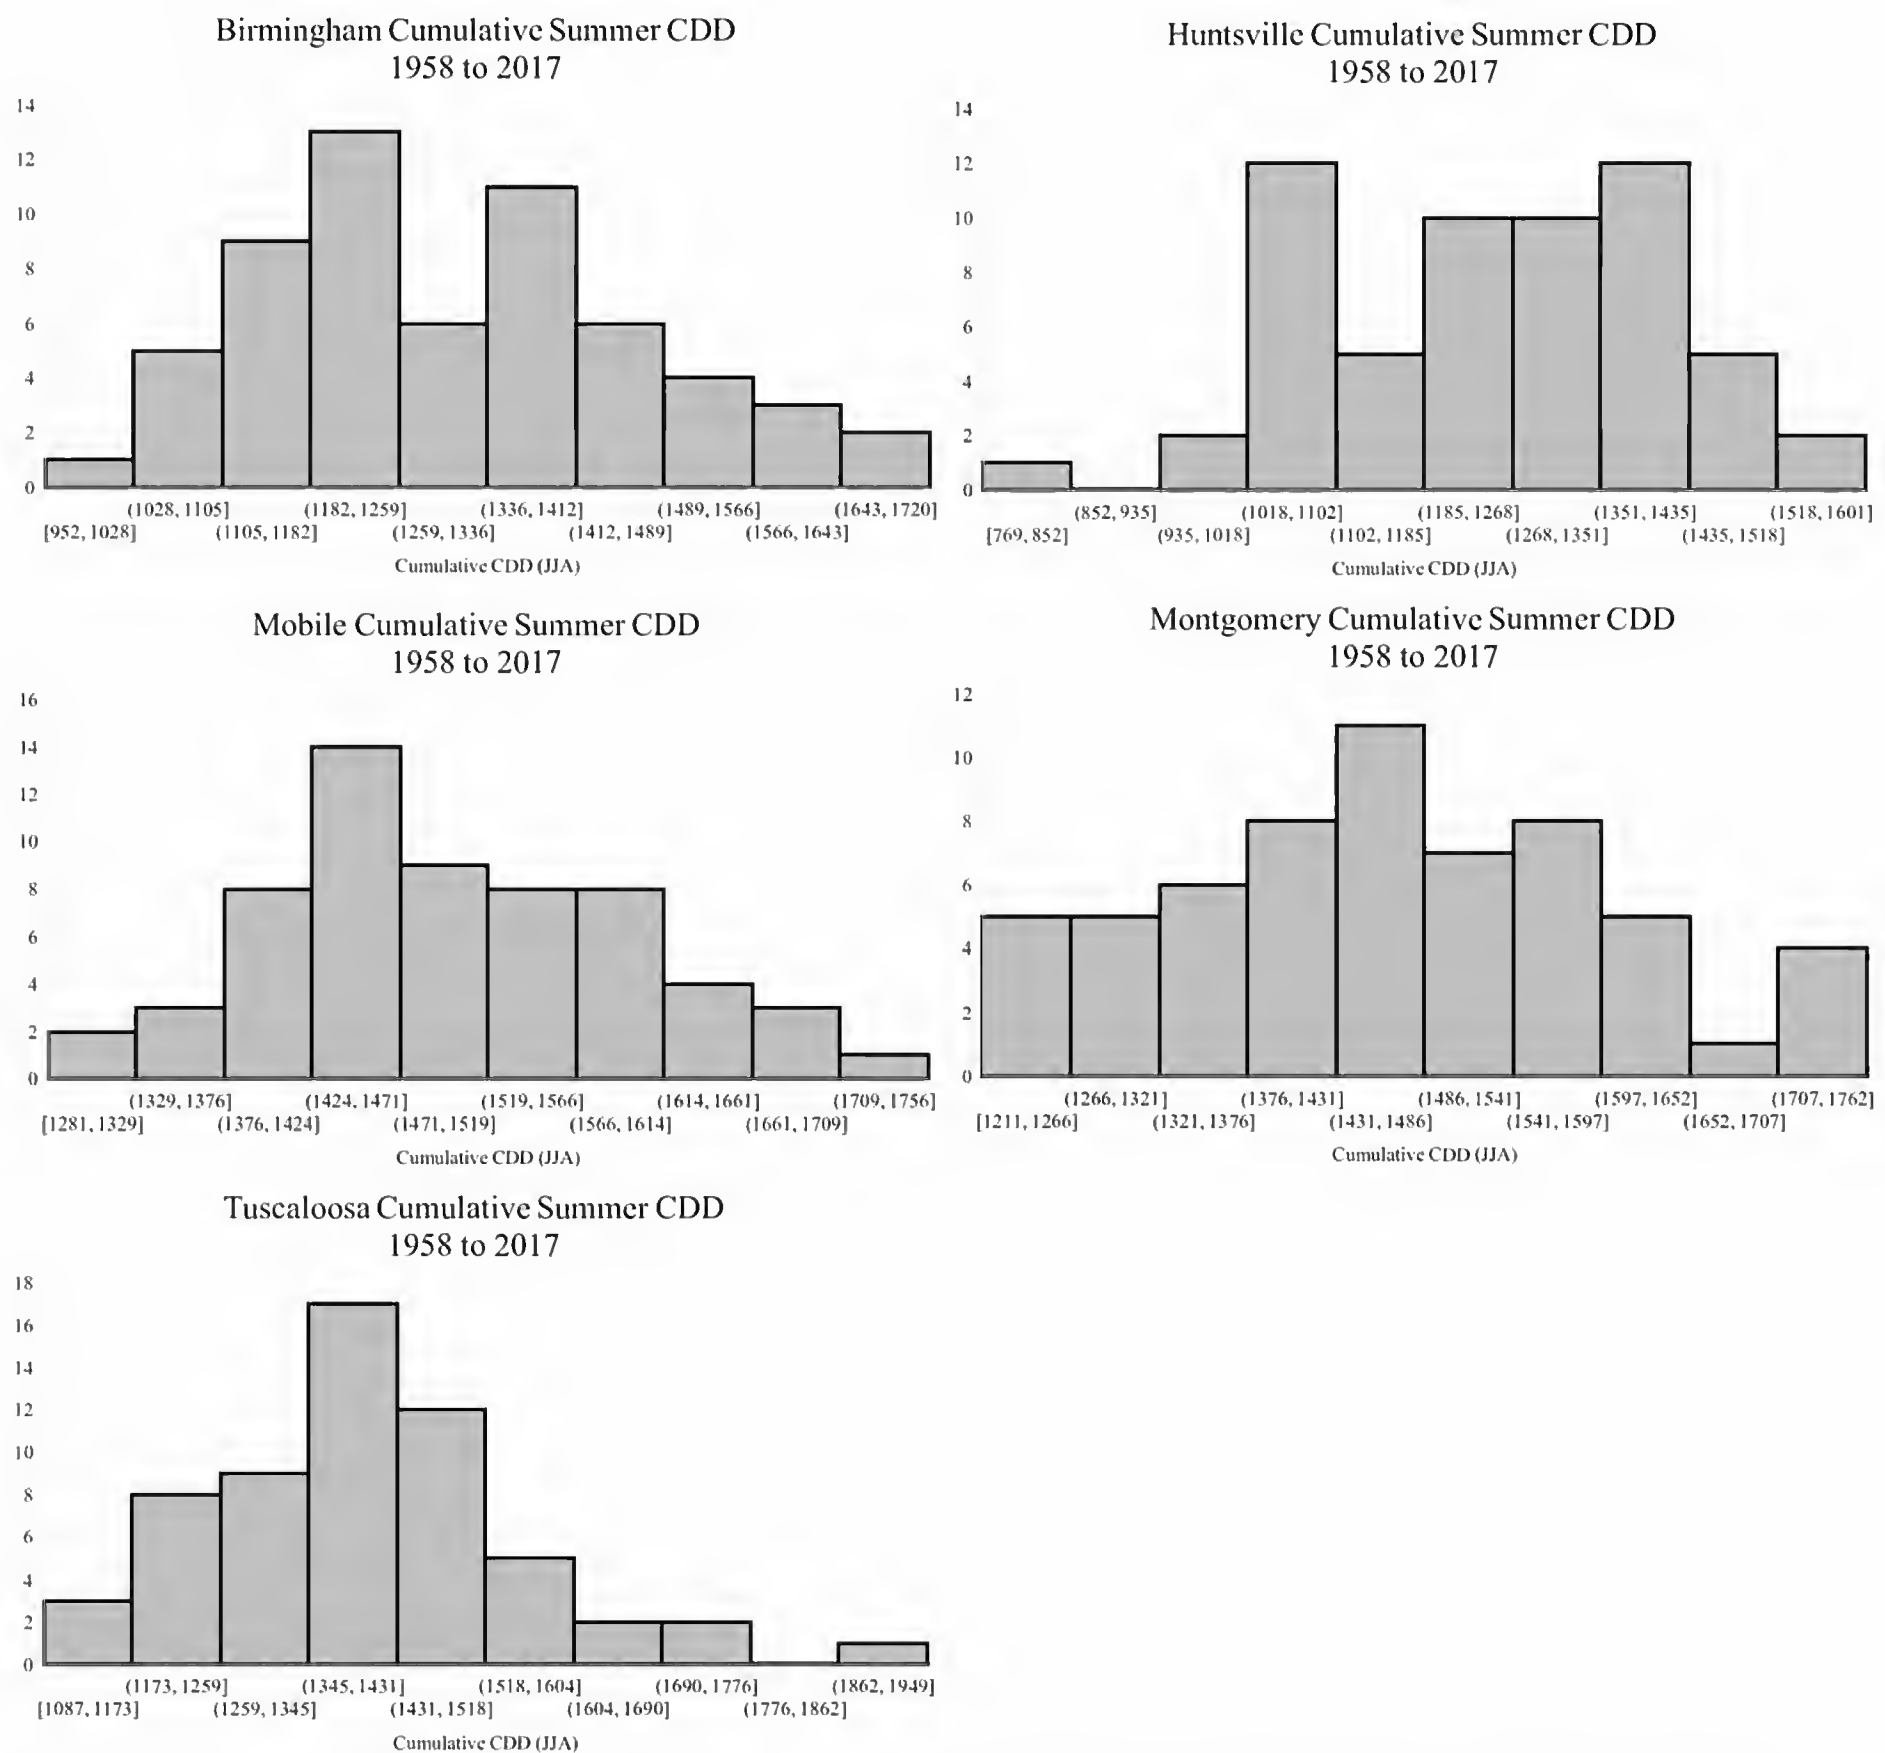 Birmingham Cumulative Summer CDD
1958 to 2017
14
12
10
8
6
4
2
0
(1028, 1105] (1182, 1259] (1336, 1412] (1489, 1566] (1643, 1720]
[952, 1028] (1105, 1182] (1259, 1336] (1412, 1489] (1566, 1643]
Cumulative CDD (JJA)
Huntsville Cumulative Summer CDD
1958 to 2017
14
12
10
8
6
4
2
0
(852, 935] (1018, 1102] (1185, 1268] (1351, 1435] (1518, 1601]
[769, 852] (935, 1018] (1102, 1185] (1268, 1351] (1435, 1518]
Cumulative CDD (JJA)
Mobile Cumulative Summer CDD
1958 to 2017
16
14
12
10
8
6
4
2
0
(1329, 1376] (1424, 1471] (1519, 1566] (1614, 1661] (1709, 1756]
[1281, 1329] (1376, 1424] (1471, 1519] (1566, 1614] (1661, 1709]
Cumulative CDD (JJA)
Montgomery Cumulative Summer CDD
1958 to 2017
12
10
8
6
4
2
0
(1266, 1321] (1376, 1431] (1486, 1541] (1597, 1652] (1707, 1762]
[1211, 1266] (1321, 1376] (1431, 1486] (1541, 1597] (1652, 1707]
Cumulative CDD (JJA)
Tuscaloosa Cumulative Summer CDD
1958 to 2017
18
16
14
12
10
8
6
4
2
0
(1173, 1259] (1345, 1431] (1518, 1604] (1690, 1776] (1862, 1949]
[1087, 1173] (1259, 1345] (1431, 1518] (1604, 1690] (1776, 1862]
Cumulative CDD (JJA)